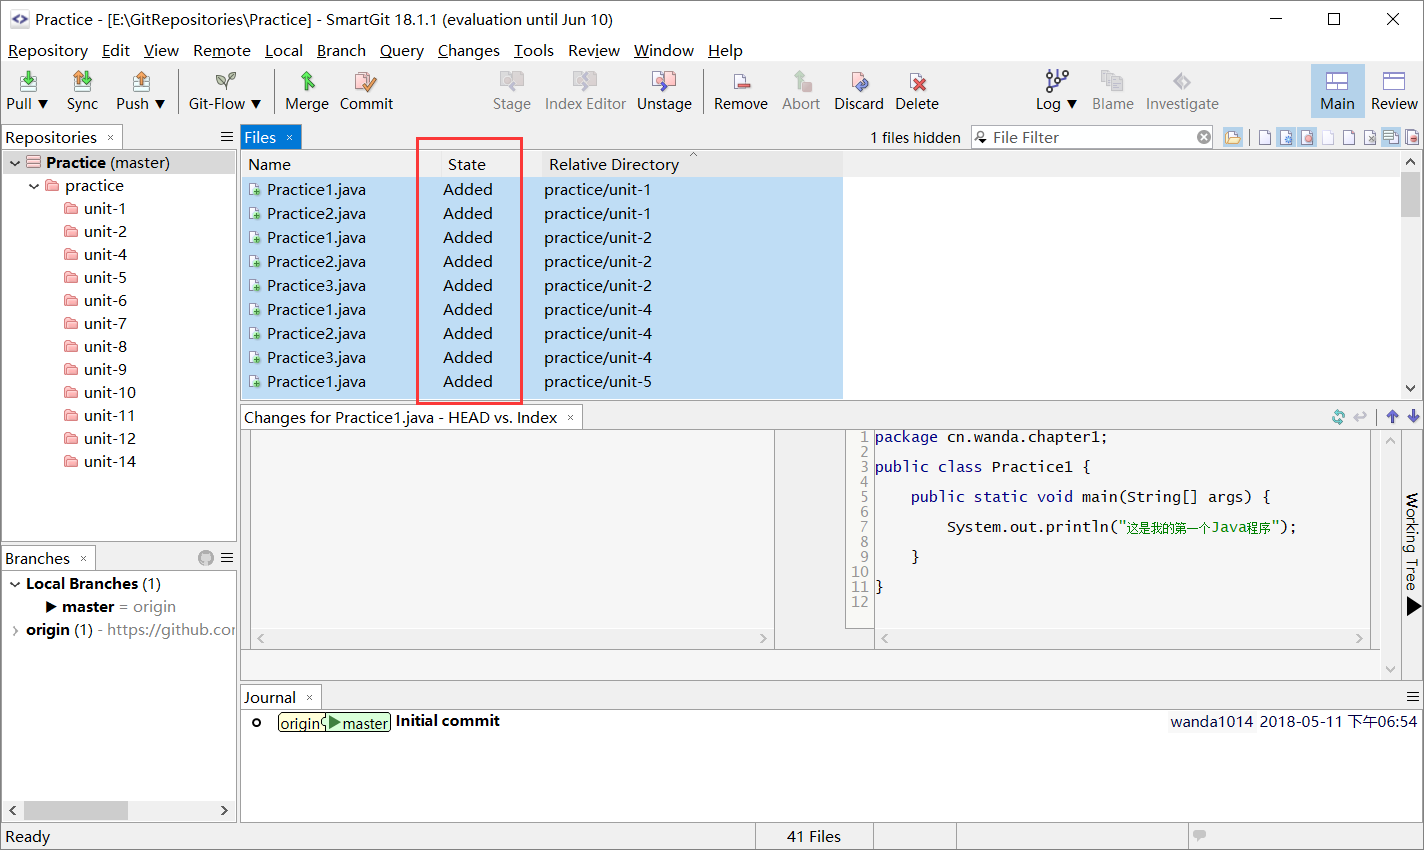 Practice - [E:\GitRepositories\Practice] - SmartGit 18.1.1 (evaluation until Jun 10)
Repository Edit View Remote Local Branch Query Changes Tools Review Window Help
Pull ▼ Sync Push ▼ Git-Flow ▼ Merge Commit Stage Index Editor Unstage Remove Abort Discard Delete Log ▼ Blame Investigate Main Review
Repositories
Practice (master)
practice
unit-1
unit-2
unit-4
unit-5
unit-6
unit-7
unit-8
unit-9
unit-10
unit-11
unit-12
unit-14
Branches
Local Branches (1)
master = origin
origin (1) - https://github.cor
Files
1 files hidden
File Filter
Name State Relative Directory
Practice1.java Added practice/unit-1
Practice2.java Added practice/unit-1
Practice1.java Added practice/unit-2
Practice2.java Added practice/unit-2
Practice3.java Added practice/unit-2
Practice1.java Added practice/unit-4
Practice2.java Added practice/unit-4
Practice3.java Added practice/unit-4
Practice1.java Added practice/unit-5
Changes for Practice1.java - HEAD vs. Index
1 package cn.wanda.chapter1;
2
3 public class Practice1 {
4
5 public static void main(String[] args) {
6
7 System.out.println("这是我的第一个Java程序");
8
9 }
10
11 }
12
Working Tree
Journal
origin master Initial commit wanda1014 2018-05-11 下午06:54
Ready
41 Files